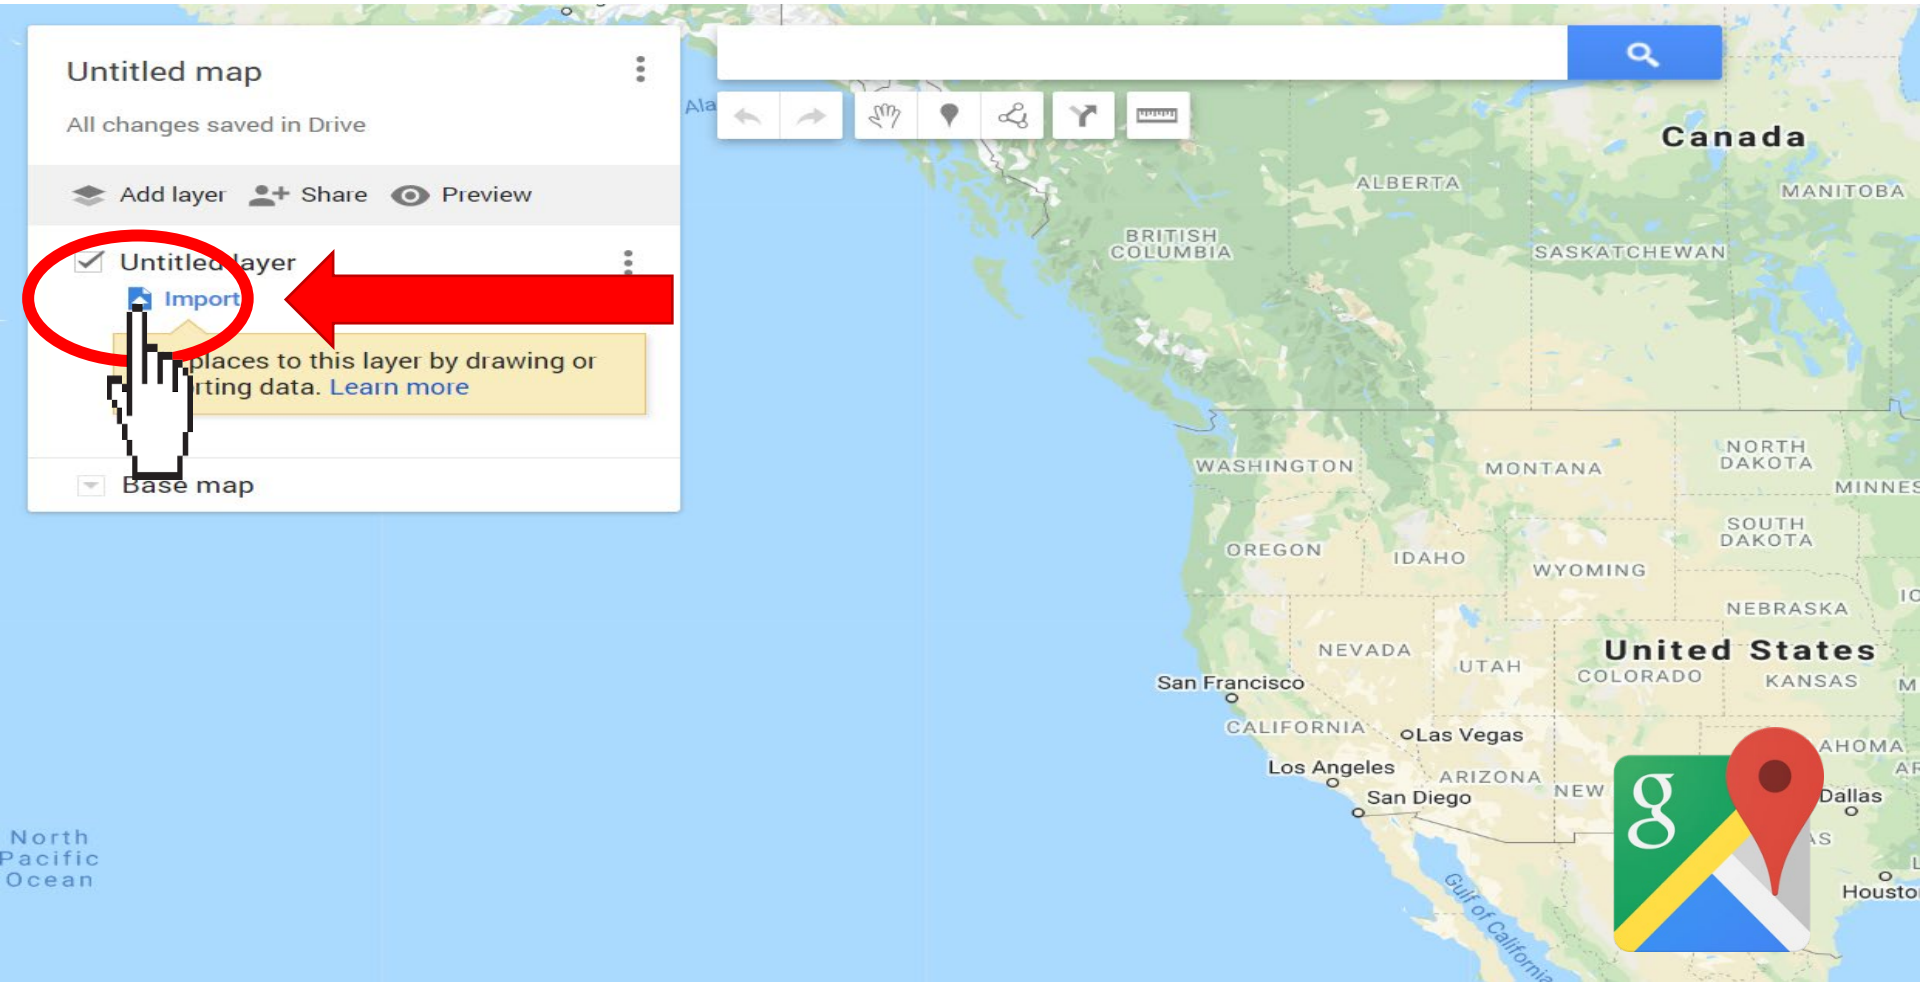 Untitled map
All changes saved in Drive
Add layer Share Preview
Untitled layer
Import
places to this layer by drawing or
rting data. Learn more
Base map
Ala
Canada
ALBERTA
MANITOBA
BRITISH
COLUMBIA
SASKATCHEWAN
WASHINGTON
MONTANA
NORTH
DAKOTA
MINNES
SOUTH
DAKOTA
OREGON
IDAHO
WYOMING
NEBRASKA
IO
United States
NEVADA
UTAH
COLORADO
KANSAS
M
San Francisco
CALIFORNIA
Las Vegas
AHOMA
Los Angeles
ARIZONA
NEW
AR
San Diego
Dallas
AS
g
North
Pacific
Ocean
L
Housto
Gulf of California